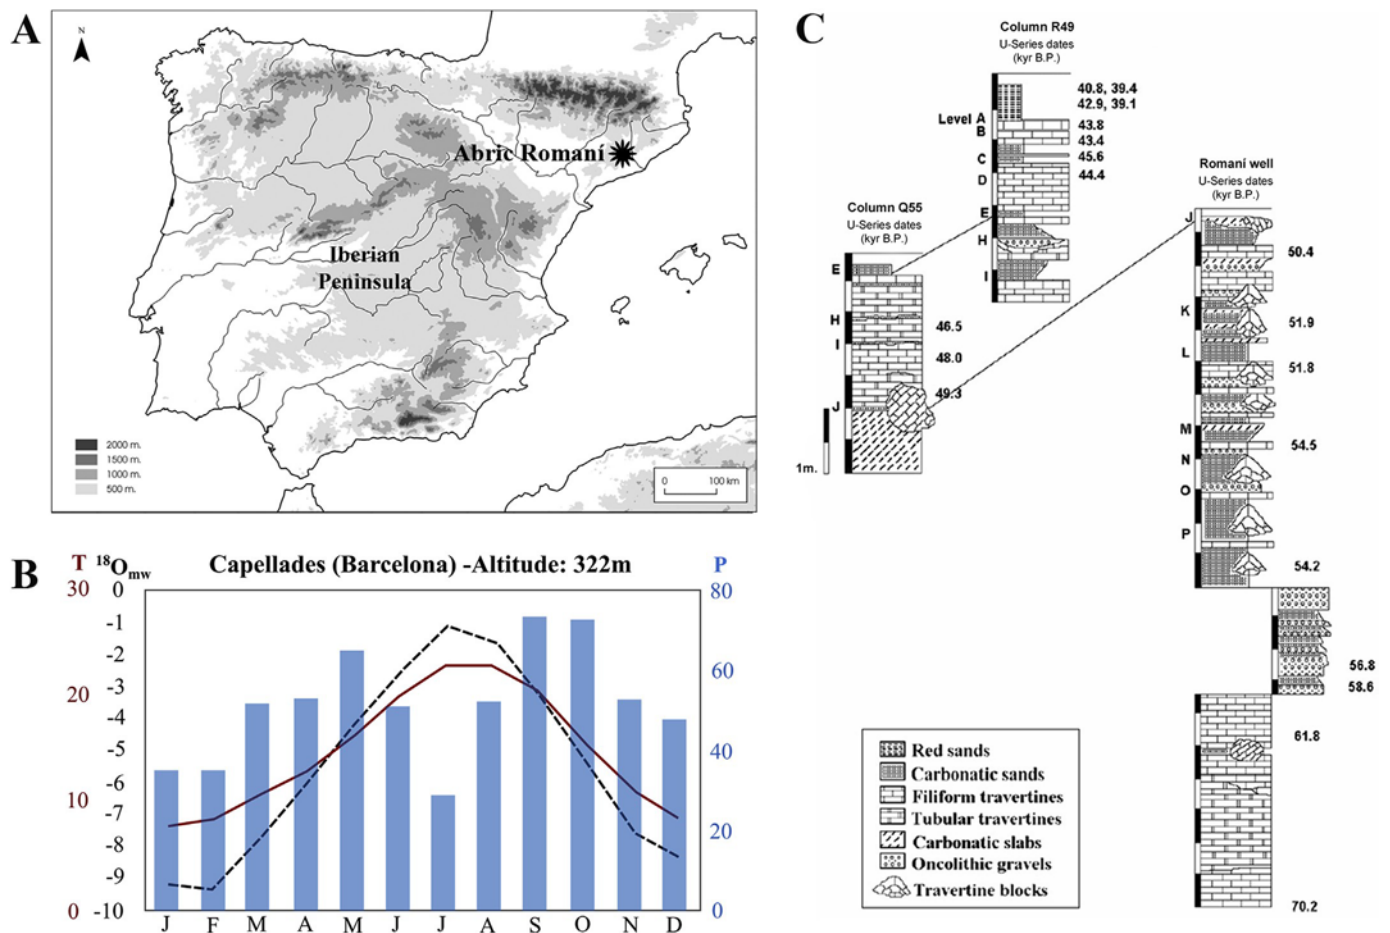 A
N
Abric Romaní
Iberian
Peninsula
2000 m.
1500 m.
1000 m.
500 m.
0 100 km
B
T 18Omw Capellades (Barcelona) -Altitude: 322m P
30 0 80
-1
-2
60
-3
20
-4
-5 40
-6
10
-7
20
-8
-9
0 -10 0
J F M A M J J A S O N D
C
Column R49
U-Series dates
(kyr B.P.)
40.8, 39.4
42.9, 39.1
Level A
43.8
B
43.4
45.6
C
44.4
D
E
H
I
Column Q55
U-Series dates
(kyr B.P.)
E
H
46.5
I
48.0
49.3
J
1m.
Romaní well
U-Series dates
(kyr B.P.)
J
50.4
K
51.9
L
51.8
M
54.5
N
O
P
54.2
56.8
58.6
61.8
70.2
Red sands
Carbonatic sands
Filiform travertines
Tubular travertines
Carbonatic slabs
Oncolithic gravels
Travertine blocks